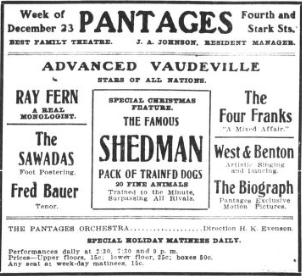 Week of
December 23
PANTAGES
Fourth and
Stark Sts.
BEST FAMILY THEATRE. J. A. JOHNSON, RESIDENT MANAGER.
ADVANCED VAUDEVILLE
STARS OF ALL NATIONS.
RAY FERN
A REAL
MONOLOGIST.
The
SAWADAS
Foot Postering.
Fred Bauer
Tenor.
SPECIAL CHRISTMAS
FEATURE.
THE FAMOUS
SHEDMAN
PACK OF TRAINED DOGS
20 FINE ANIMALS
Trained to the Minute,
Surpassing All Rivals.
The
Four Franks
"A Mixed Affair."
West & Benton
Artistic Singing
and Dancing.
The Biograph
Pantages Exclusive
Motion Pictures.
THE PANTAGES ORCHESTRA..............Direction H. K. Evenson.
SPECIAL HOLIDAY MATINEES DAILY.
Performances daily at 2:30, 7:30 and 9 p. m.
Prices—Upper floors, 15c; lower floor, 25c; boxes 50c.
Any seat at week-day matinees, 15c.